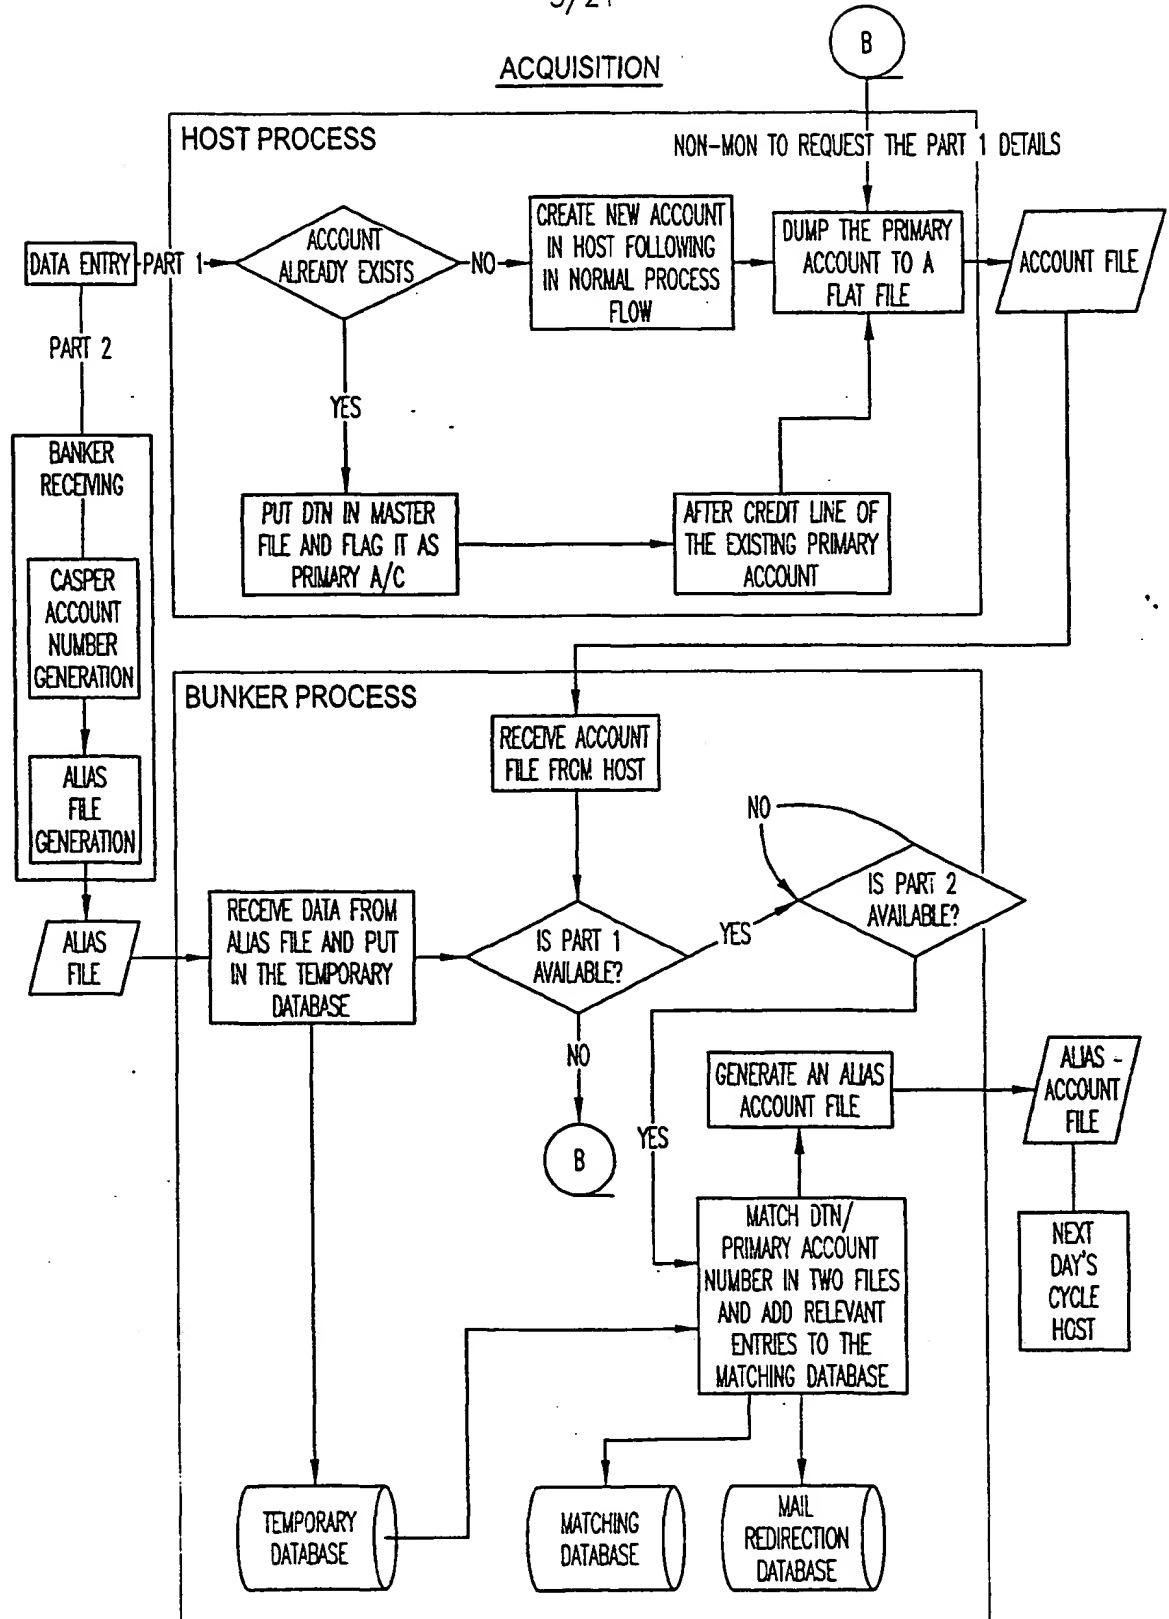 B
ACQUISITION
HOST PROCESS
NON-MON TO REQUEST THE PART 1 DETAILS
DATA ENTRY
PART 1
ACCOUNT
ALREADY EXISTS
NO
CREATE NEW ACCOUNT
IN HOST FOLLOWING
IN NORMAL PROCESS
FLOW
DUMP THE PRIMARY
ACCOUNT TO A
FLAT FILE
ACCOUNT FILE
PART 2
YES
BANKER
RECEIVING
PUT DTN IN MASTER
FILE AND FLAG IT AS
PRIMARY A/C
AFTER CREDIT LINE OF
THE EXISTING PRIMARY
ACCOUNT
CASPER
ACCOUNT
NUMBER
GENERATION
BUNKER PROCESS
RECEIVE ACCOUNT
FILE FROM HOST
ALIAS
FILE
GENERATION
NO
IS PART 2
AVAILABLE?
ALIAS
FILE
RECEIVE DATA FROM
ALIAS FILE AND PUT
IN THE TEMPORARY
DATABASE
IS PART 1
AVAILABLE?
YES
NO
B
YES
GENERATE AN ALIAS
ACCOUNT FILE
ALIAS -
ACCOUNT
FILE
MATCH DTN/
PRIMARY ACCOUNT
NUMBER IN TWO FILES
AND ADD RELEVANT
ENTRIES TO THE
MATCHING DATABASE
NEXT
DAY'S
CYCLE
HOST
TEMPORARY
DATABASE
MATCHING
DATABASE
MAIL
REDIRECTION
DATABASE